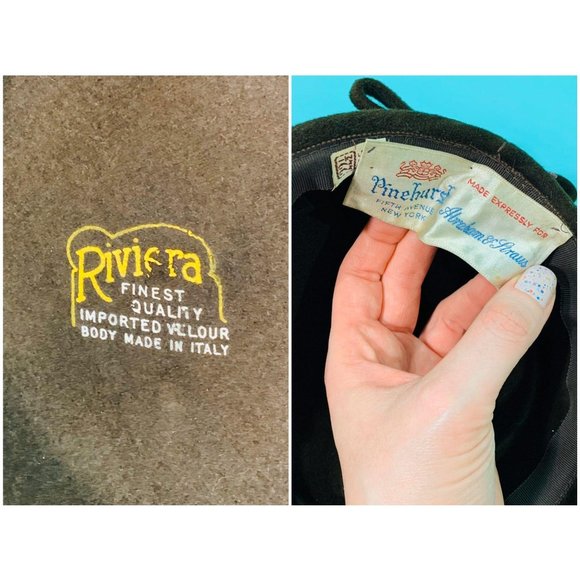 Riviera
FINEST
QUALITY
IMPORTED VELOUR
BODY MADE IN ITALY
Pinehurst
FIFTH AVENUE
NEW YORK
MADE EXPRESSLY FOR
Abraham & Straus